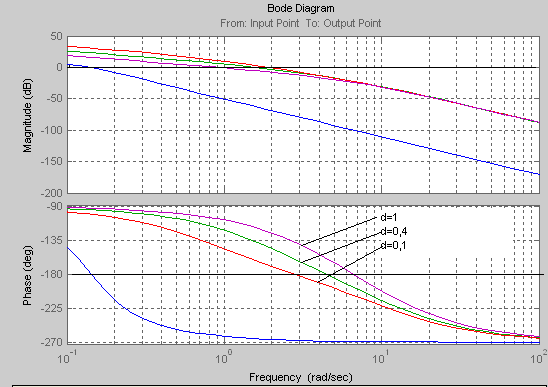 Bode Diagram
From: Input Point To: Output Point
50
0
-50
-100
-150
-200
Magnitude (dB)
-90
-135
-180
-225
-270
Phase (deg)
d=1
d=0,4
d=0,1
10^-1
10^0
10^1
10^2
Frequency (rad/sec)